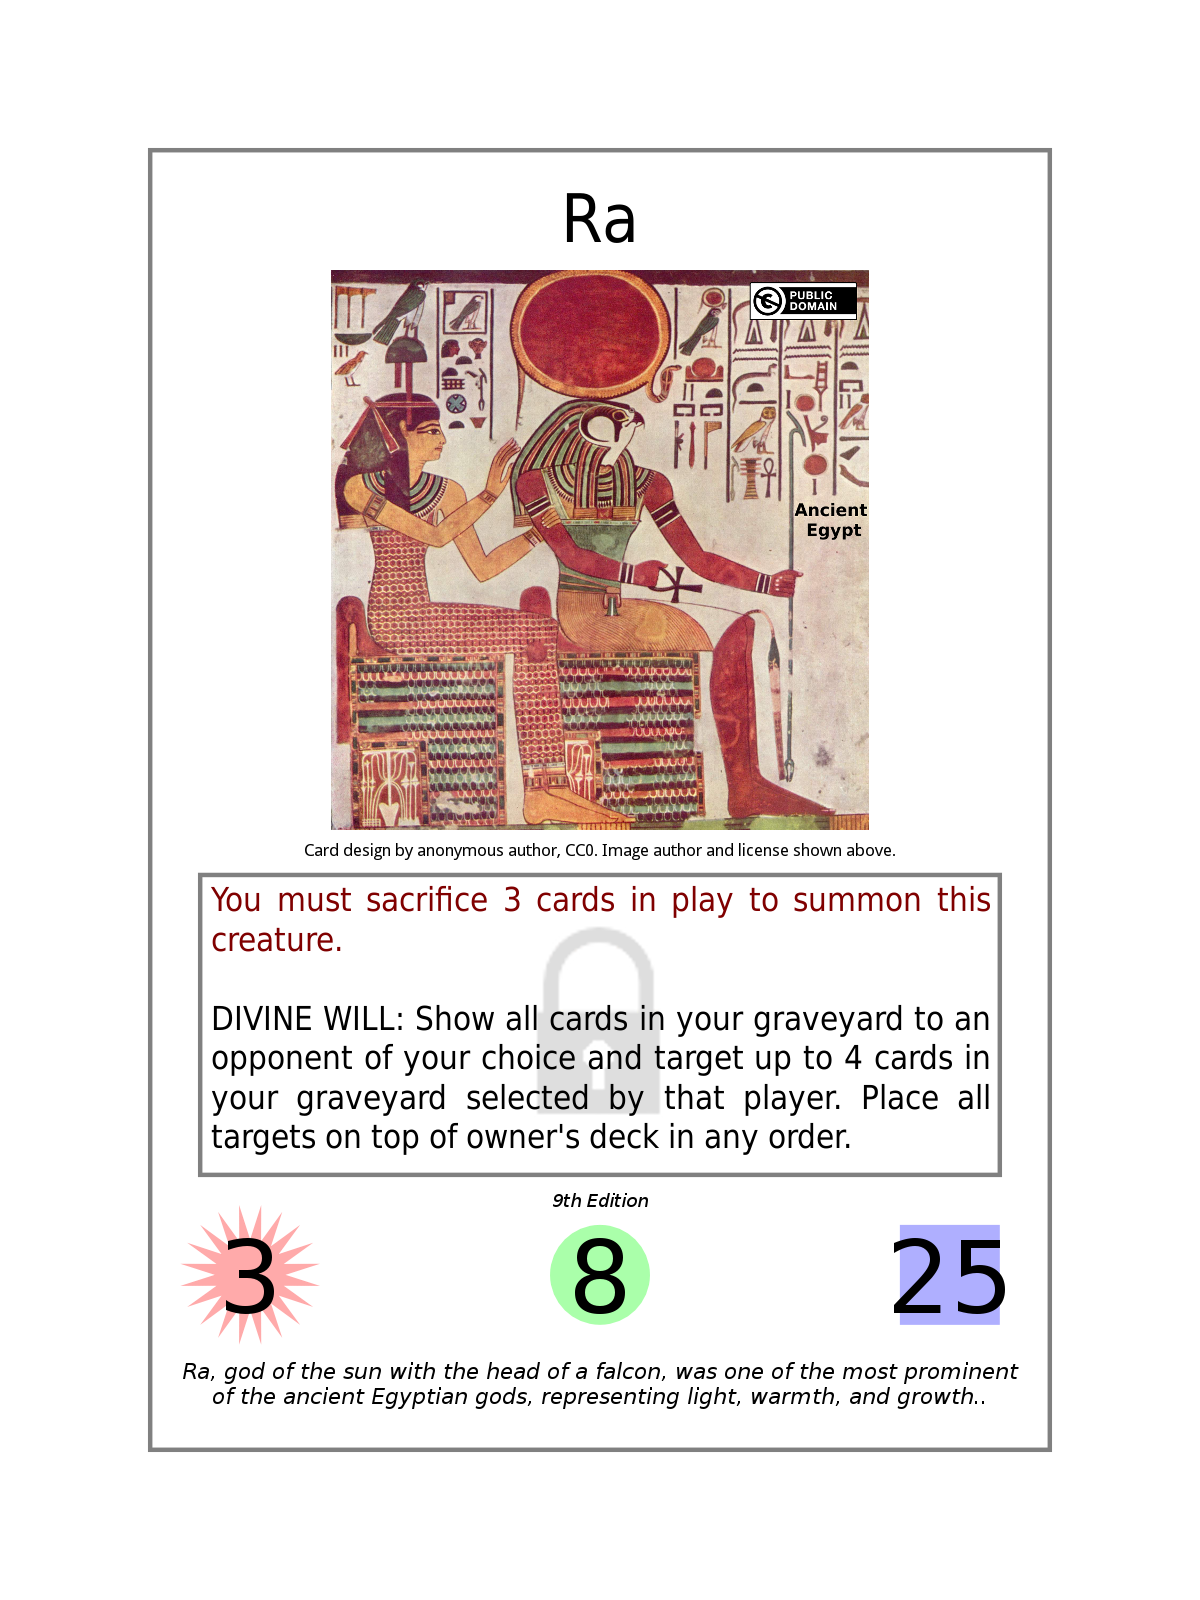 Ra
PUBLIC
DOMAIN
Ancient
Egypt
Card design by anonymous author, CC0. Image author and license shown above.
You must sacrifice 3 cards in play to summon this
creature.
DIVINE WILL: Show all cards in your graveyard to an
opponent of your choice and target up to 4 cards in
your graveyard selected by that player. Place all
targets on top of owner's deck in any order.
9th Edition
3 8 25
Ra, god of the sun with the head of a falcon, was one of the most prominent
of the ancient Egyptian gods, representing light, warmth, and growth..